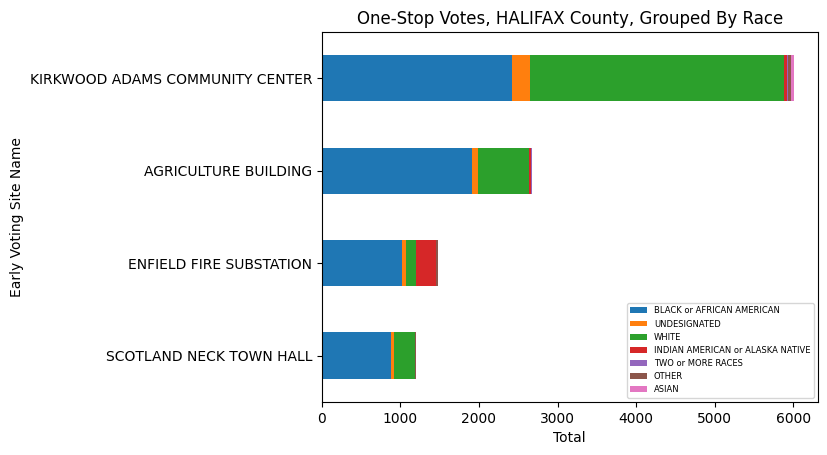 One-Stop Votes, HALIFAX County, Grouped By Race
Early Voting Site Name
KIRKWOOD ADAMS COMMUNITY CENTER
AGRICULTURE BUILDING
ENFIELD FIRE SUBSTATION
SCOTLAND NECK TOWN HALL
BLACK or AFRICAN AMERICAN
UNDESIGNATED
WHITE
INDIAN AMERICAN or ALASKA NATIVE
TWO or MORE RACES
OTHER
ASIAN
0 1000 2000 3000 4000 5000 6000
Total